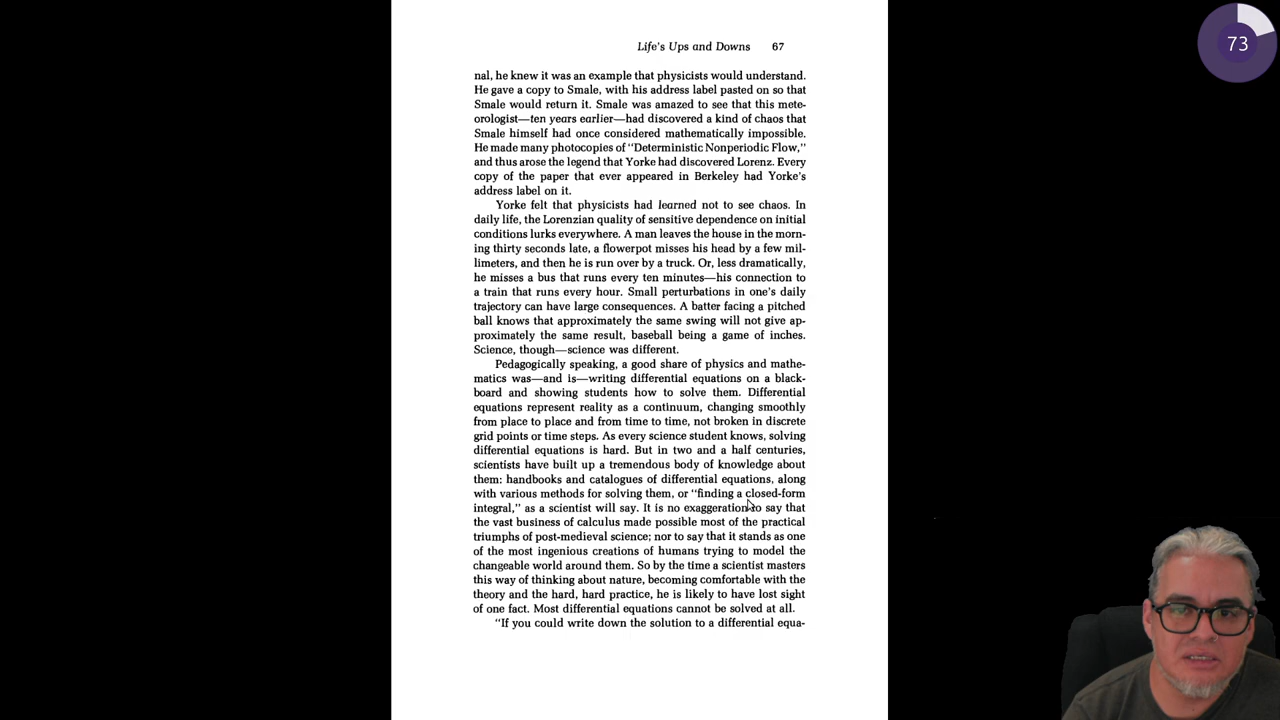 Life's Ups and Downs 67
73
nal, he knew it was an example that physicists would understand.
He gave a copy to Smale, with his address label pasted on so that
Smale would return it. Smale was amazed to see that this mete-
orologist—ten years earlier—had discovered a kind of chaos that
Smale himself had once considered mathematically impossible.
He made many photocopies of "Deterministic Nonperiodic Flow,"
and thus arose the legend that Yorke had discovered Lorenz. Every
copy of the paper that ever appeared in Berkeley had Yorke's
address label on it.
Yorke felt that physicists had learned not to see chaos. In
daily life, the Lorenzian quality of sensitive dependence on initial
conditions lurks everywhere. A man leaves the house in the morn-
ing thirty seconds late, a flowerpot misses his head by a few mil-
limeters, and then he is run over by a truck. Or, less dramatically,
he misses a bus that runs every ten minutes—his connection to
a train that runs every hour. Small perturbations in one's daily
trajectory can have large consequences. A batter facing a pitched
ball knows that approximately the same swing will not give ap-
proximately the same result, baseball being a game of inches.
Science, though—science was different.
Pedagogically speaking, a good share of physics and mathe-
matics was—and is—writing differential equations on a black-
board and showing students how to solve them. Differential
equations represent reality as a continuum, changing smoothly
from place to place and from time to time, not broken in discrete
grid points or time steps. As every science student knows, solving
differential equations is hard. But in two and a half centuries,
scientists have built up a tremendous body of knowledge about
them: handbooks and catalogues of differential equations, along
with various methods for solving them, or "finding a closed-form
integral," as a scientist will say. It is no exaggeration to say that
the vast business of calculus made possible most of the practical
triumphs of post-medieval science; nor to say that it stands as one
of the most ingenious creations of humans trying to model the
changeable world around them. So by the time a scientist masters
this way of thinking about nature, becoming comfortable with the
theory and the hard, hard practice, he is likely to have lost sight
of one fact. Most differential equations cannot be solved at all.
"If you could write down the solution to a differential equa-